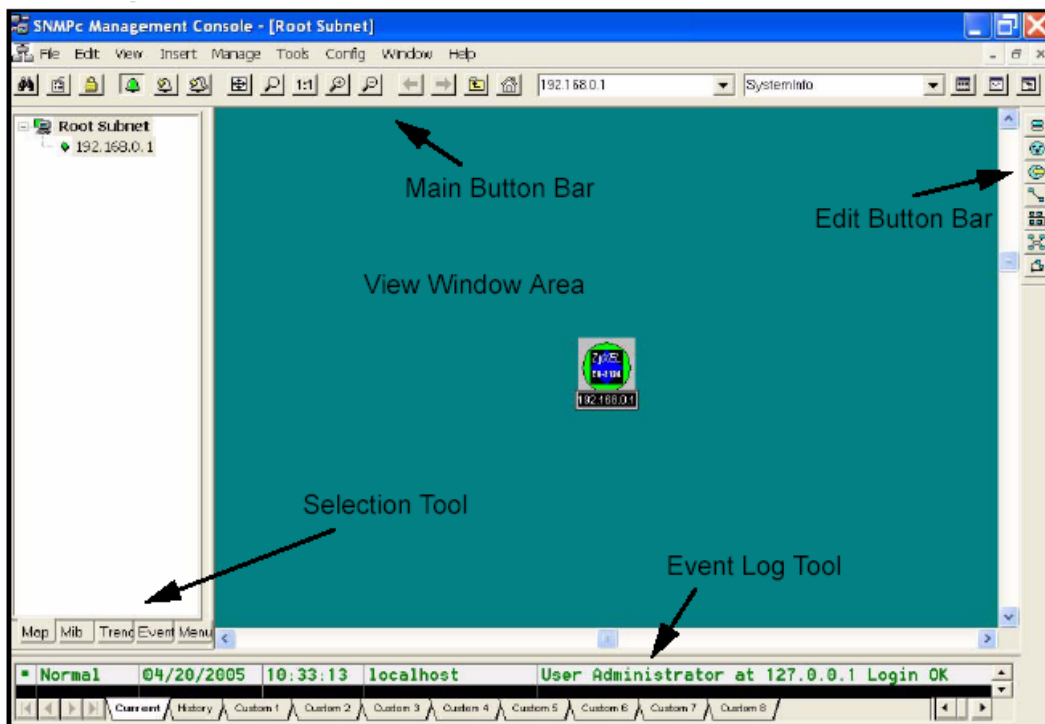 SNMPc Management Console - [Root Subnet]
File Edit View Insert Manage Tools Config Window Help
1:1 192.168.0.1 SystemInfo
Root Subnet
192.168.0.1
Main Button Bar
Edit Button Bar
View Window Area
ZyXEL
192.168.0.1
Selection Tool
Event Log Tool
Map Mib Trend Event Menu
Normal 04/20/2005 10:33:13 localhost User Administrator at 127.0.0.1 Login OK
Current History Custom 1 Custom 2 Custom 3 Custom 4 Custom 5 Custom 6 Custom 7 Custom 8